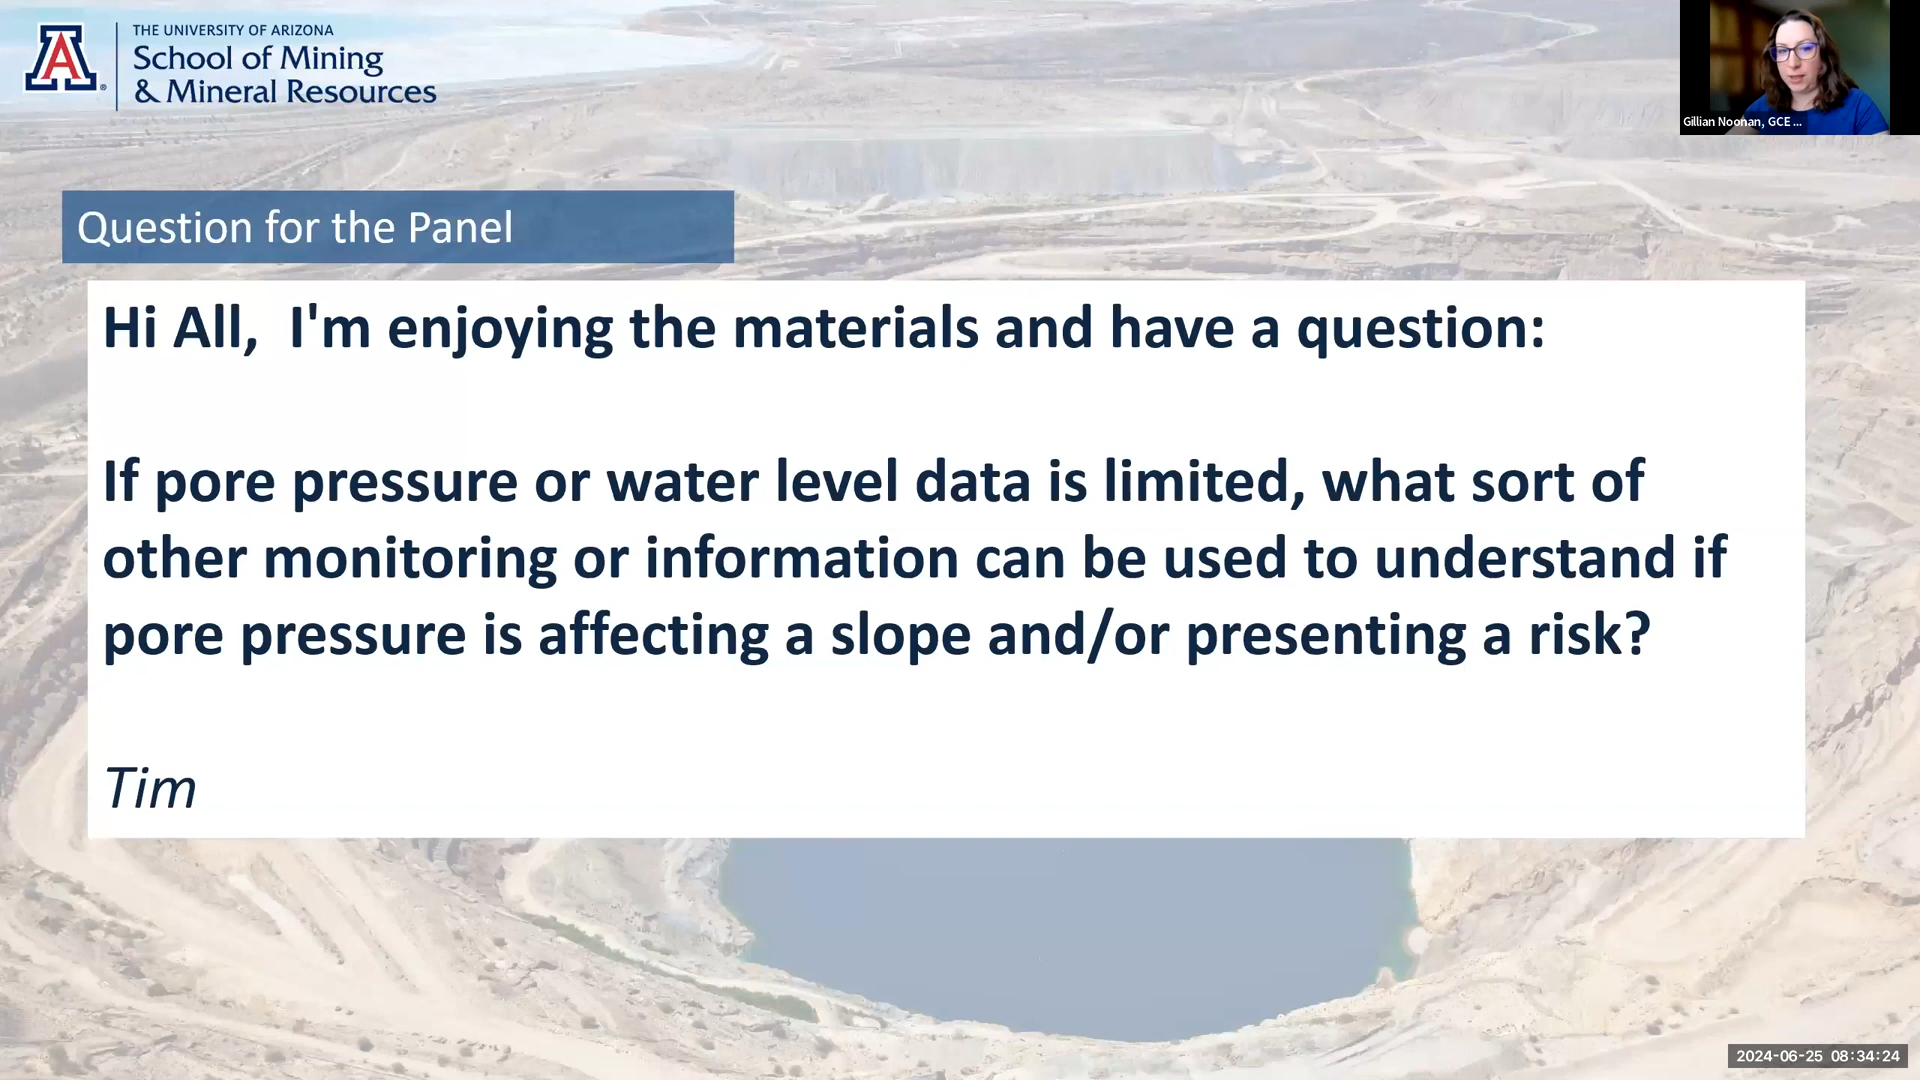 THE UNIVERSITY OF ARIZONA
School of Mining
& Mineral Resources
Gillian Noonan, GCE ...
Question for the Panel
Hi All,  I'm enjoying the materials and have a question:
If pore pressure or water level data is limited, what sort of
other monitoring or information can be used to understand if
pore pressure is affecting a slope and/or presenting a risk?
Tim
2024-06-25 08:34:24